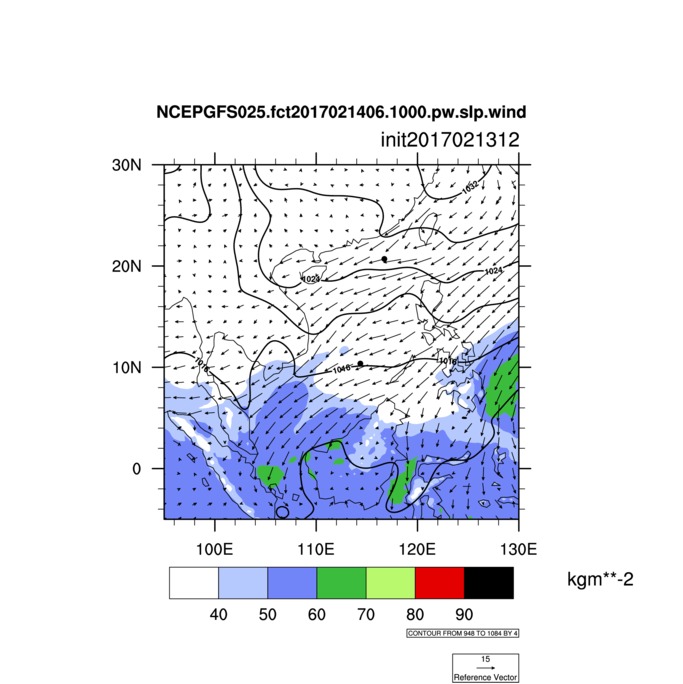 NCEPGFS025.fct2017021406.1000.pw.slp.wind
init2017021312
30N
1032
20N
1024
1024
10N
1016
1016
1016
0
100E 110E 120E 130E
kgm**-2
40 50 60 70 80 90
CONTOUR FROM 948 TO 1084 BY 4
15
Reference Vector